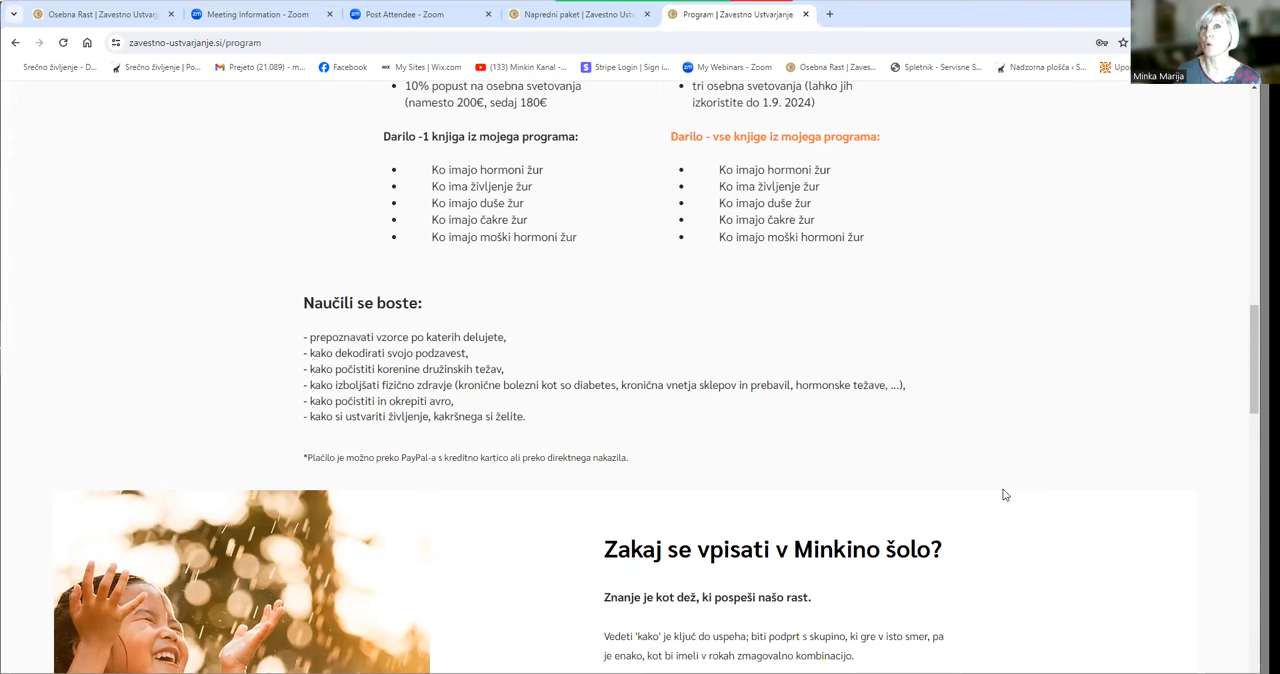 Osebna Rast | Zavestno Ustvarj
Meeting Information - Zoom
Post Attendee - Zoom
Napredni paket | Zavestno Ust
Program | Zavestno Ustvarjanje
zavestno-ustvarjanje.si/program
Srečno življenje - D...
Srečno življenje | Po...
Prejeto (21.089) - m...
Facebook
My Sites | Wix.com
(133) Minkin Kanal -...
Stripe Login | Sign i...
My Webinars - Zoom
Osebna Rast | Zaves...
Spletnik - Servisne S...
Nadzorna plošča ‹ S...
Upo
Minka Marija
10% popust na osebna svetovanja
(namesto 200€, sedaj 180€
tri osebna svetovanja (lahko jih
izkoristite do 1.9. 2024)
Darilo -1 knjiga iz mojega programa:
Ko imajo hormoni žur
Ko ima življenje žur
Ko imajo duše žur
Ko imajo čakre žur
Ko imajo moški hormoni žur
Darilo - vse knjige iz mojega programa:
Ko imajo hormoni žur
Ko ima življenje žur
Ko imajo duše žur
Ko imajo čakre žur
Ko imajo moški hormoni žur
Naučili se boste:
- prepoznavati vzorce po katerih delujete,
- kako dekodirati svojo podzavest,
- kako počistiti korenine družinskih težav,
- kako izboljšati fizično zdravje (kronične bolezni kot so diabetes, kronična vnetja sklepov in prebavil, hormonske težave, ...),
- kako počistiti in okrepiti avro,
- kako si ustvariti življenje, kakršnega si želite.
*Plačilo je možno preko PayPal-a s kreditno kartico ali preko direktnega nakazila.
Zakaj se vpisati v Minkino šolo?
Znanje je kot dež, ki pospeši našo rast.
Vedeti 'kako' je ključ do uspeha; biti podprt s skupino, ki gre v isto smer, pa
je enako, kot bi imeli v rokah zmagovalno kombinacijo.